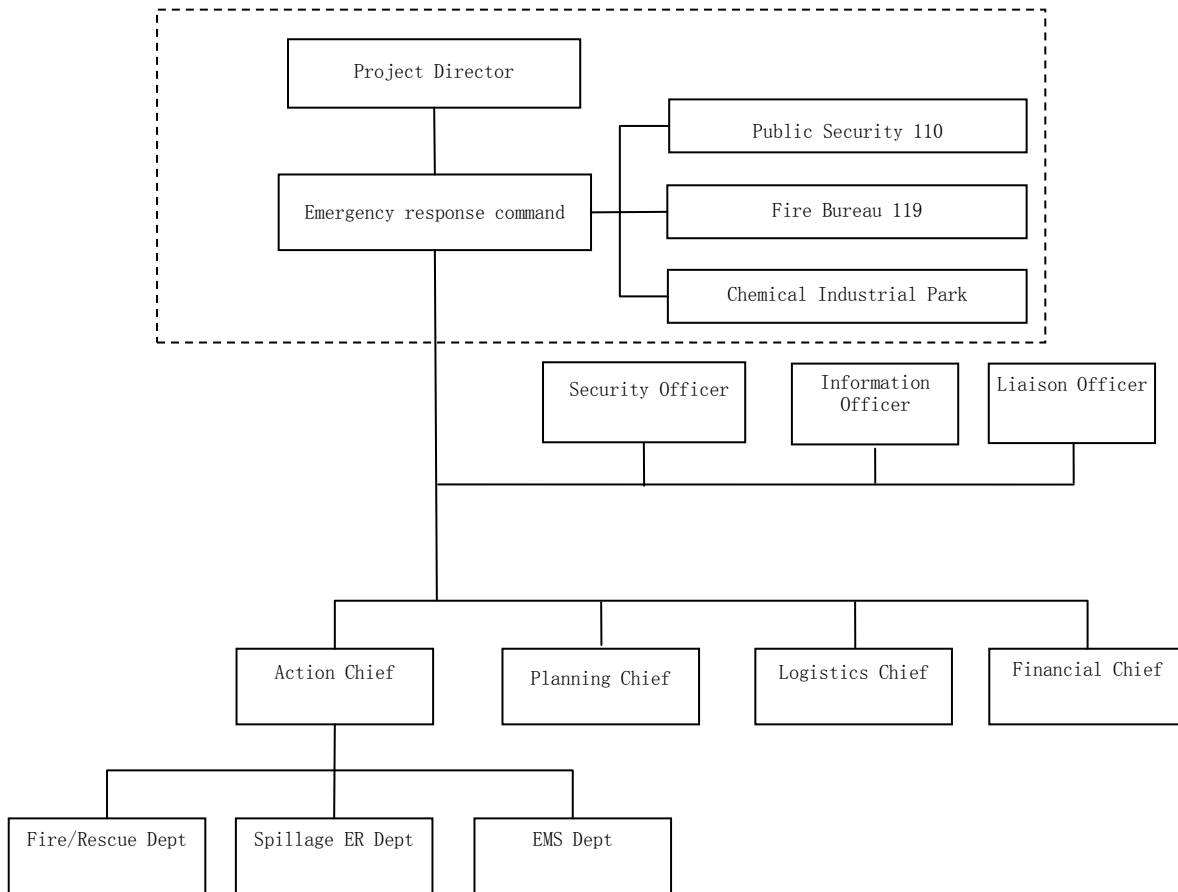 Project Director
Public Security 110
Emergency response command
Fire Bureau 119
Chemical Industrial Park
Security Officer
Information
Officer
Liaison Officer
Action Chief
Planning Chief
Logistics Chief
Financial Chief
Fire/Rescue Dept
Spillage ER Dept
EMS Dept